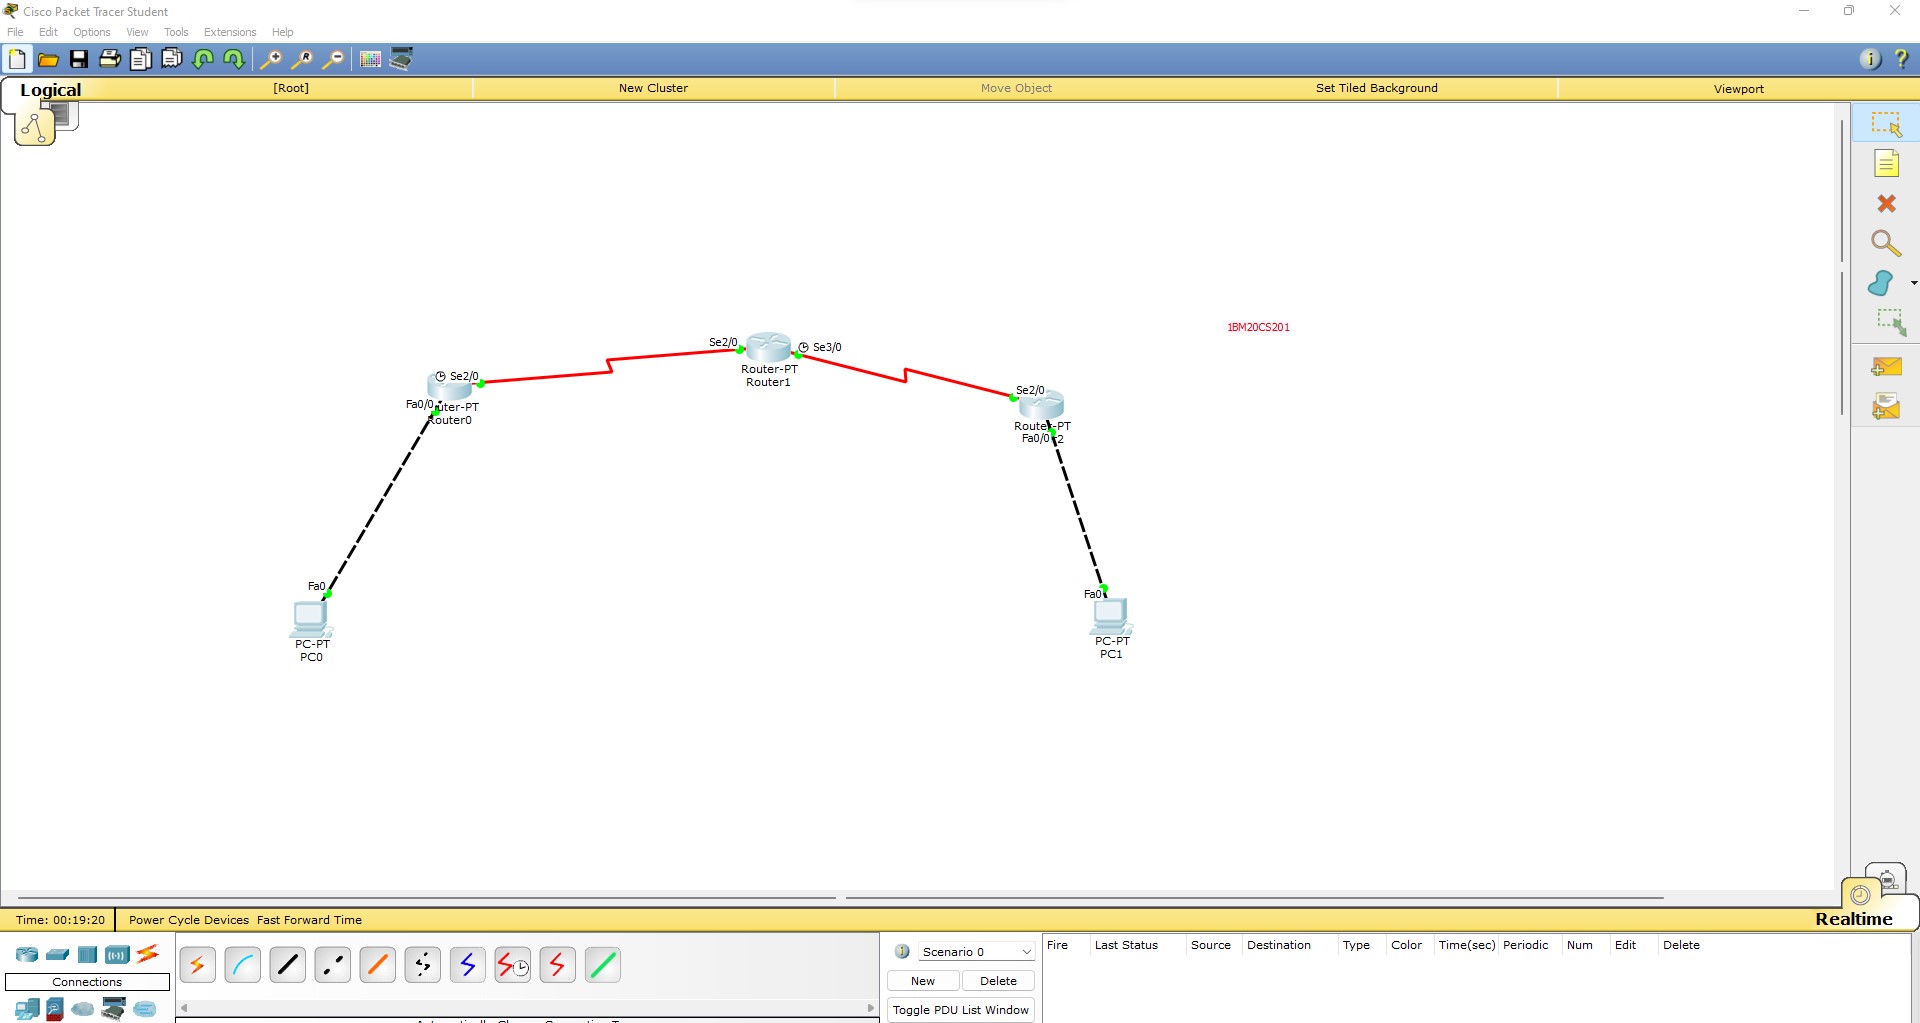 Cisco Packet Tracer Student
File Edit Options View Tools Extensions Help
Logical [Root] New Cluster Move Object Set Tiled Background Viewport
1BM20CS201
Se2/0 Se3/0
Router-PT
Router1
Se2/0
Fa0/0 uter-PT
Router0
Se2/0
Router-PT
Fa0/0 r2
Fa0
PC-PT
PC0
Fa0
PC-PT
PC1
Time: 00:19:20 Power Cycle Devices Fast Forward Time Realtime
Connections
Scenario 0
New Delete
Toggle PDU List Window
Fire Last Status Source Destination Type Color Time(sec) Periodic Num Edit Delete